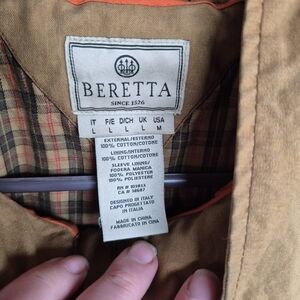 BERETTA
SINCE 1526
IT F/E D/CH UK USA
L L L L M
EXTERNAL/ESTERNO
100% COTTON/COTONE
LINING/INTERNO
100% COTTON/COTONE
SLEEVE LINING/
FODERA MANICA
100% POLYESTER
100% POLIESTERE
RN #
CA #
DESIGNED IN ITALY
CAPO PROGETTATO
IN ITALIA
MADE IN CHINA
FABBRICATO IN CINA